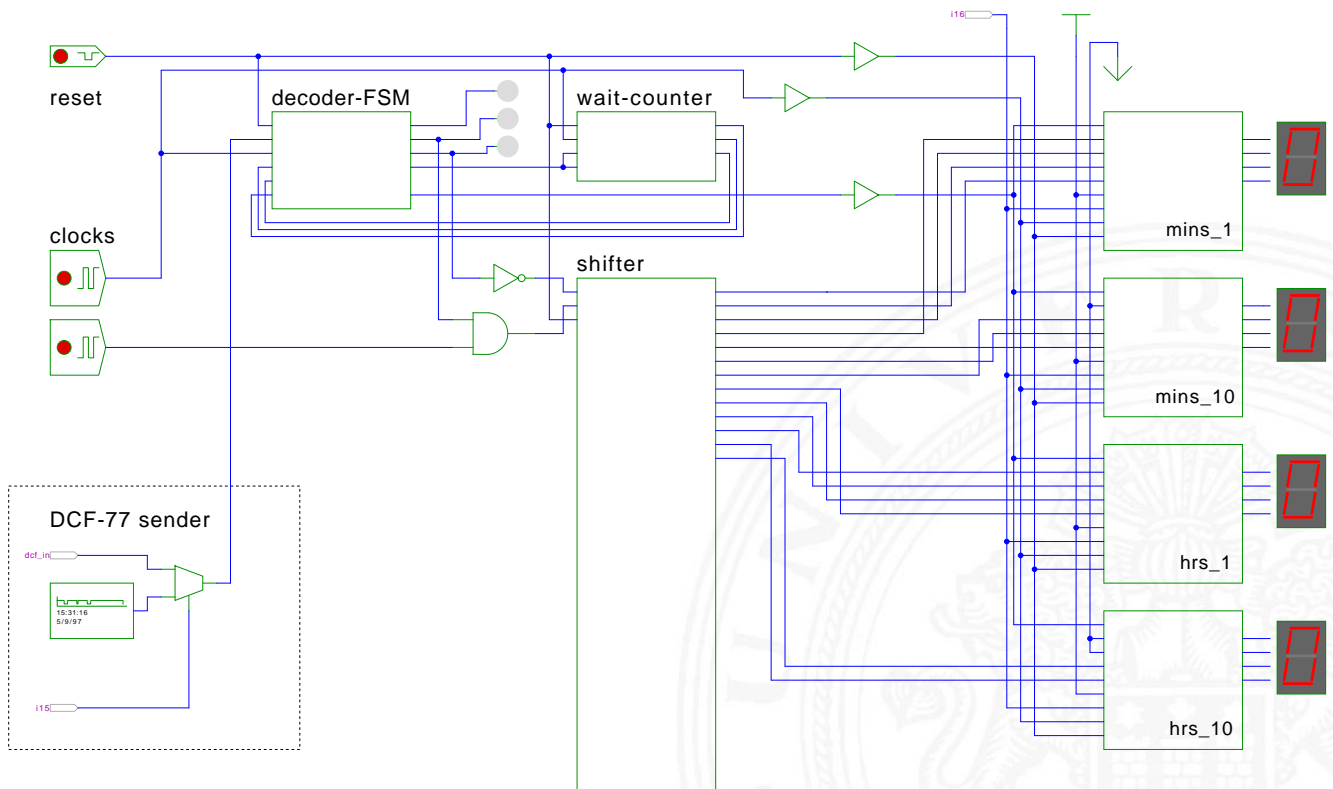 i16
reset
decoder-FSM
wait-counter
clocks
mins_1
shifter
mins_10
DCF-77 sender
dcf_in
15:31:16
5/9/97
hrs_1
i15
hrs_10